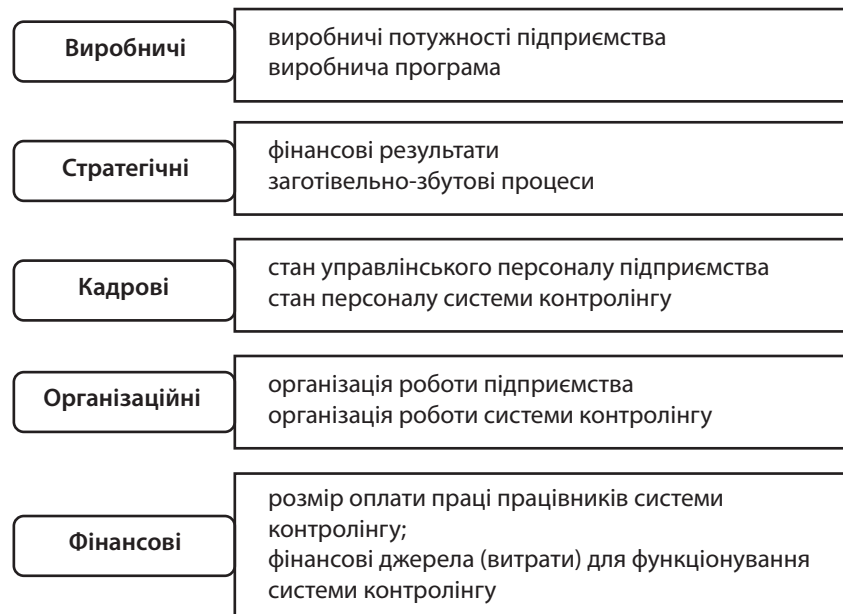 Виробничі
виробничі потужності підприємства
виробнича програма
Стратегічні
фінансові результати
заготівельно-збутові процеси
Кадрові
стан управлінського персоналу підприємства
стан персоналу системи контролінгу
Організаційні
організація роботи підприємства
організація роботи системи контролінгу
Фінансові
розмір оплати праці працівників системи
контролінгу;
фінансові джерела (витрати) для функціонування
системи контролінгу